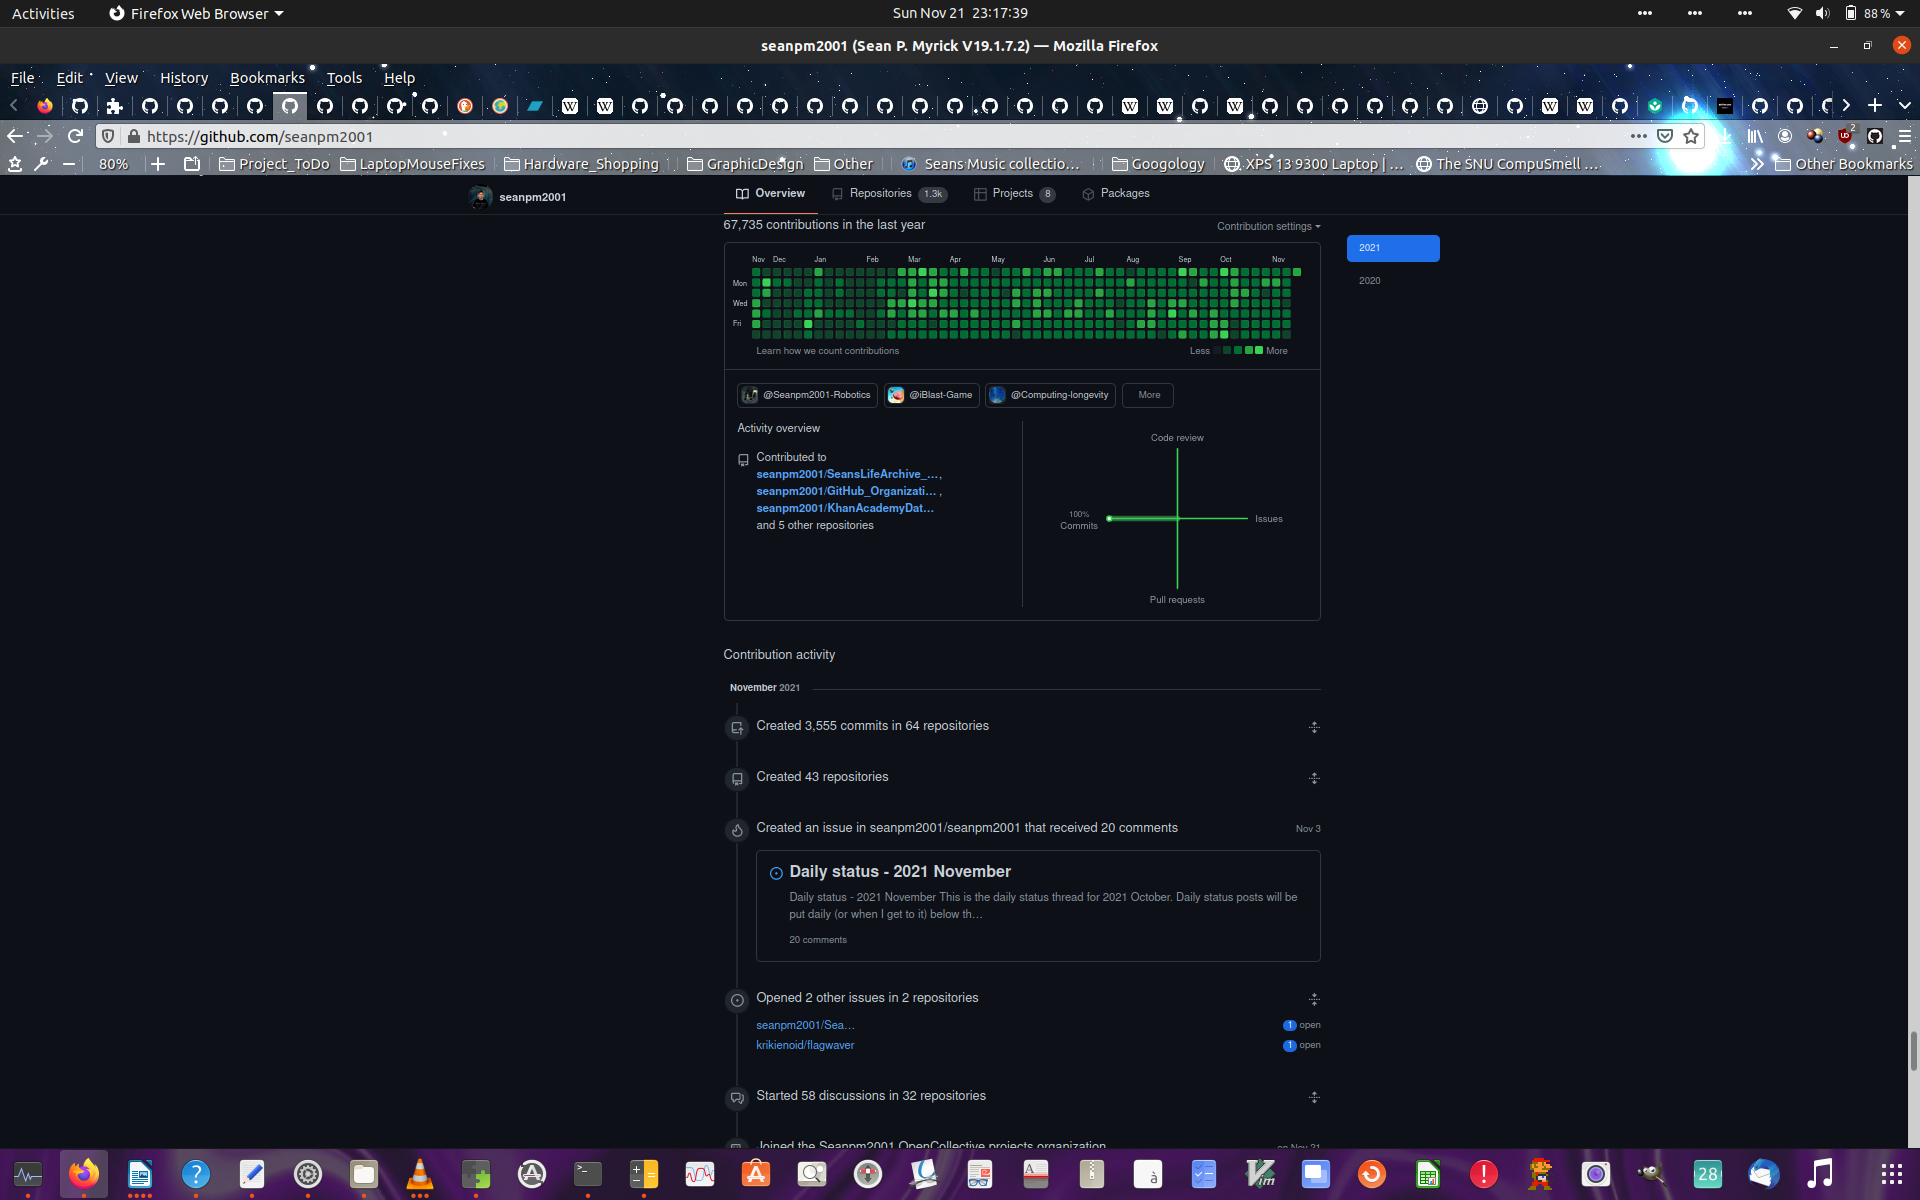 Activities
Firefox Web Browser
Sun Nov 21 23:17:39
88 %
seanpm2001 (Sean P. Myrick V19.1.7.2) — Mozilla Firefox
File Edit View History Bookmarks Tools Help
https://github.com/seanpm2001
2
80%
Project_ToDo
LaptopMouseFixes
Hardware_Shopping
GraphicDesign
Other
Seans Music collectio…
Googology
XPS 13 9300 Laptop | …
The SNU CompuSmell …
Other Bookmarks
seanpm2001
Overview
Repositories 1.3k
Projects 8
Packages
67,735 contributions in the last year
Contribution settings
2021
2020
Nov Dec Jan Feb Mar Apr May Jun Jul Aug Sep Oct Nov
Mon
Wed
Fri
Learn how we count contributions
Less More
@Seanpm2001-Robotics
@iBlast-Game
@Computing-longevity
More
Activity overview
Contributed to
seanpm2001/SeansLifeArchive_…,
seanpm2001/GitHub_Organizati… ,
seanpm2001/KhanAcademyDat…
and 5 other repositories
Code review
100%
Commits
Issues
Pull requests
Contribution activity
November 2021
Created 3,555 commits in 64 repositories
Created 43 repositories
Created an issue in seanpm2001/seanpm2001 that received 20 comments
Nov 3
Daily status - 2021 November
Daily status - 2021 November This is the daily status thread for 2021 October. Daily status posts will be
put daily (or when I get to it) below th…
20 comments
Opened 2 other issues in 2 repositories
seanpm2001/Sea…
1 open
krikienoid/flagwaver
1 open
Started 58 discussions in 32 repositories
Joined the Seanpm2001 OpenCollective projects organization
on Nov 21
28